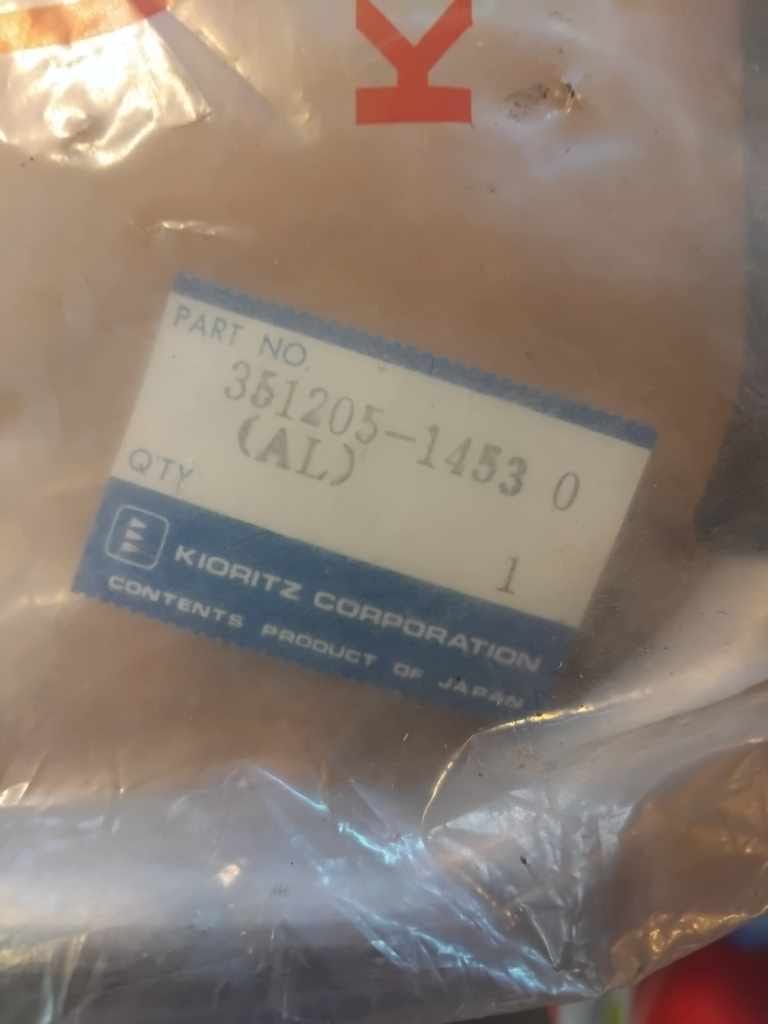 K
PART NO.
351205-1453 0
(AL)
QTY
1
KIORITZ CORPORATION
CONTENTS PRODUCT OF JAPAN